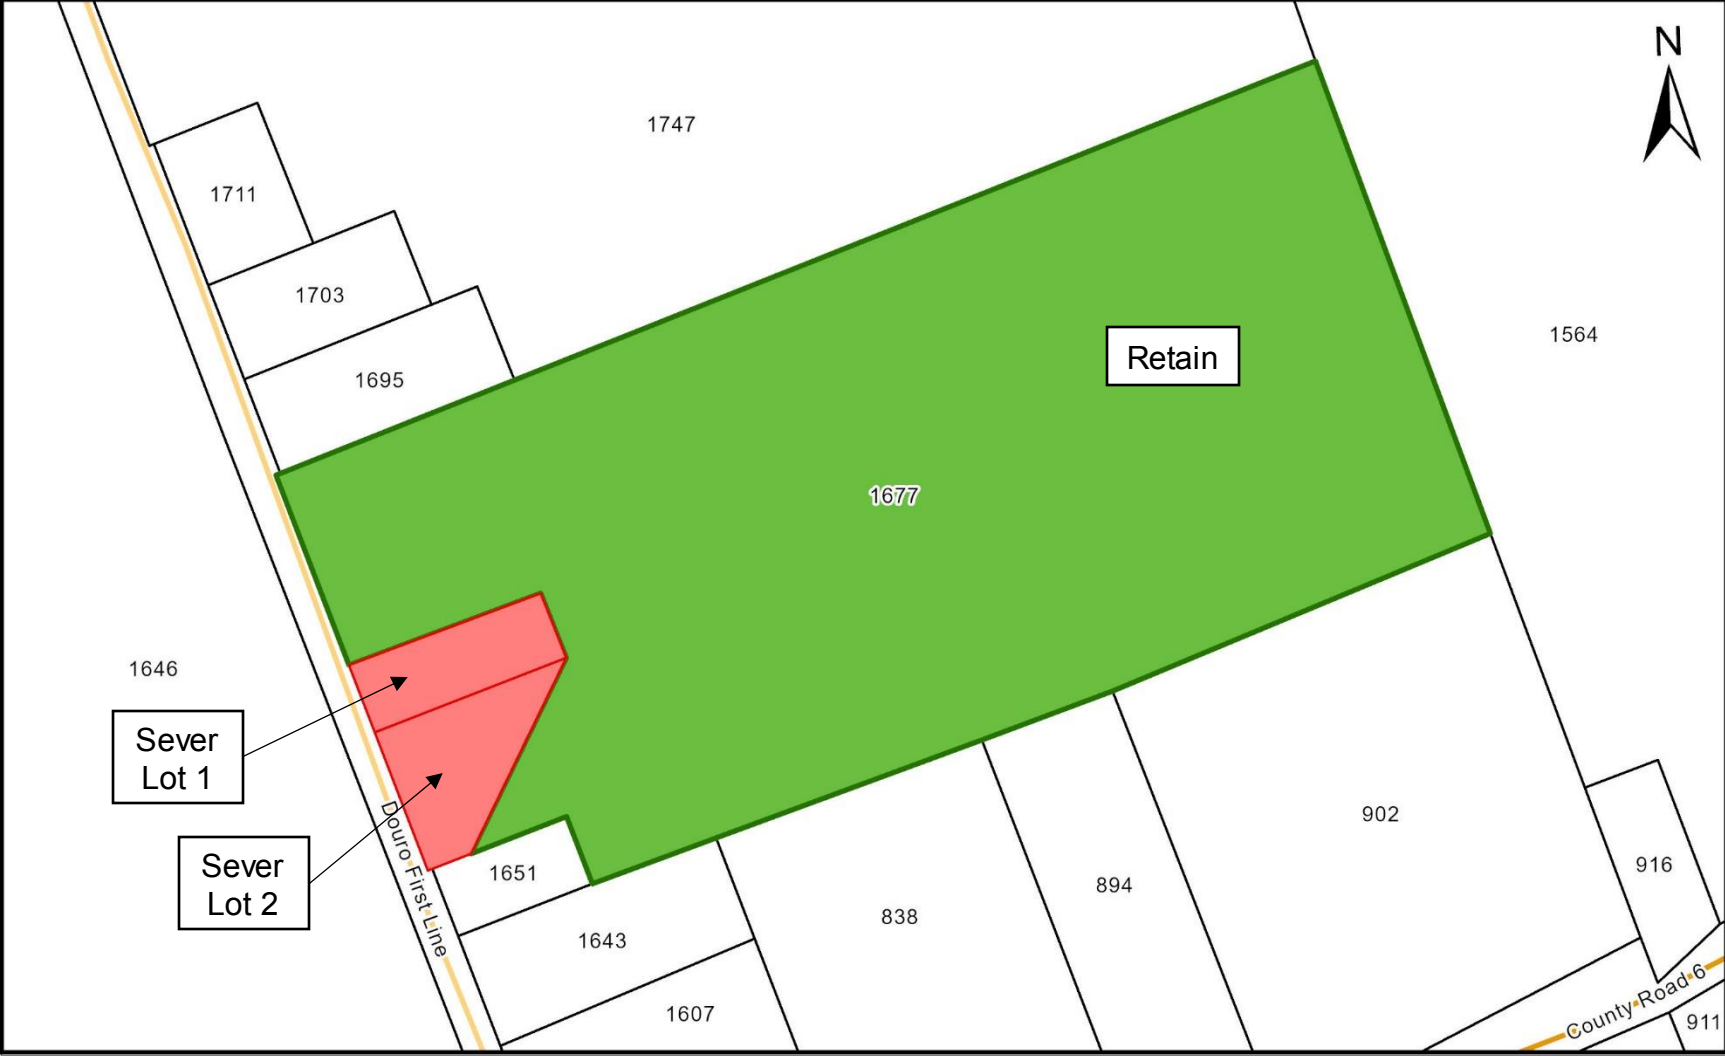 N
1747
1711
1703
1564
Retain
1695
1677
1646
Sever
Lot 1
Sever
Lot 2
Douro First Line
1651
902
916
894
838
1643
County Road 6
1607
911